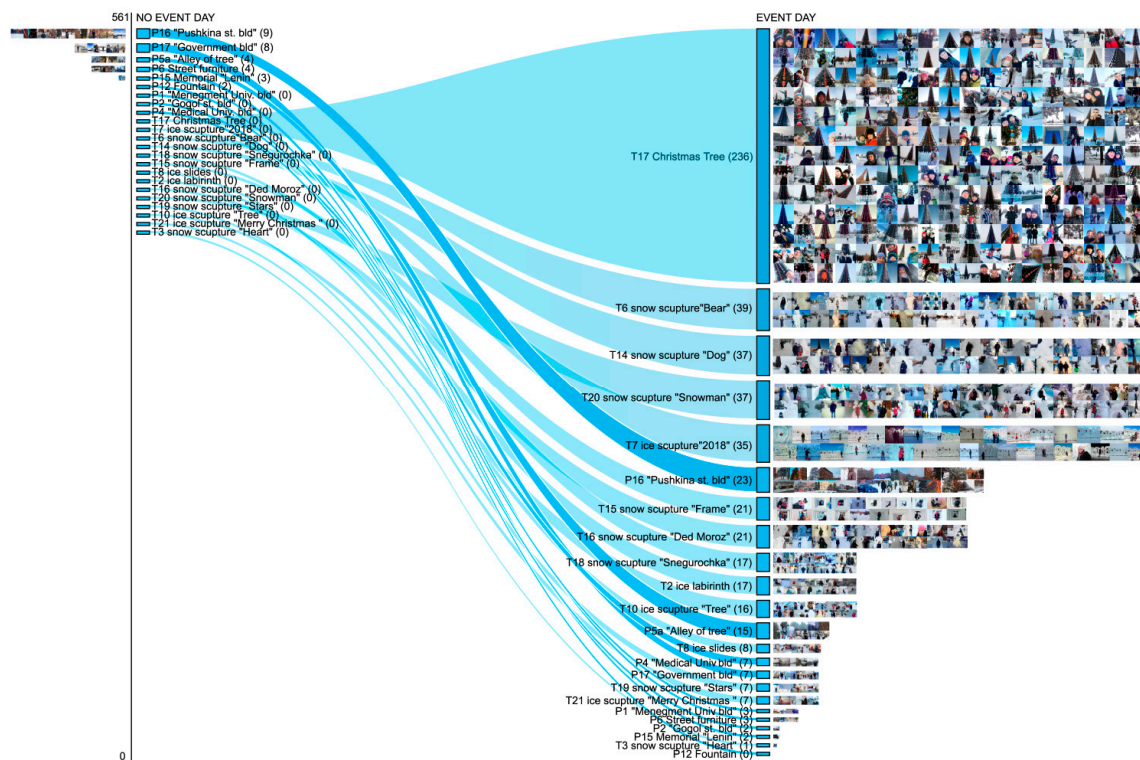 561
NO EVENT DAY
P16 "Pushkina st. bld" (9)
P17 "Government bld" (8)
P5a "Alley of tree" (4)
P6 Street furniture (4)
P15 Memorial "Lenin" (3)
P12 Fountain (2)
P1 "Menegment Univ. bld" (0)
P2 "Gogol st. bld" (0)
P4 "Medical Univ. bld" (0)
T17 Christmas Tree (0)
T7 ice scupture"2018" (0)
T6 snow scupture"Bear" (0)
T14 snow scupture "Dog" (0)
T18 snow scupture "Snegurochka" (0)
T15 snow scupture "Frame" (0)
T8 ice slides (0)
T2 ice labirinth (0)
T16 snow scupture "Ded Moroz" (0)
T20 snow scupture "Snowman" (0)
T19 snow scupture "Stars" (0)
T10 ice scupture "Tree" (0)
T21 ice scupture "Merry Christmas " (0)
T3 snow scupture "Heart" (0)
0
EVENT DAY
T17 Christmas Tree (236)
T6 snow scupture"Bear" (39)
T14 snow scupture "Dog" (37)
T20 snow scupture "Snowman" (37)
T7 ice scupture"2018" (35)
P16 "Pushkina st. bld" (23)
T15 snow scupture "Frame" (21)
T16 snow scupture "Ded Moroz" (21)
T18 snow scupture "Snegurochka" (17)
T2 ice labirinth (17)
T10 ice scupture "Tree" (16)
P5a "Alley of tree" (15)
T8 ice slides (8)
P4 "Medical Univ bld" (7)
P17 "Government bld" (7)
T19 snow scupture "Stars" (7)
T21 ice scupture "Merry Christmas " (7)
P1 "Menegment Univ bld" (3)
P6 Street furniture (3)
P2 "Gogol st. bld" (2)
P15 Memorial "Lenin" (2)
T3 snow scupture "Heart" (1)
P12 Fountain (0)